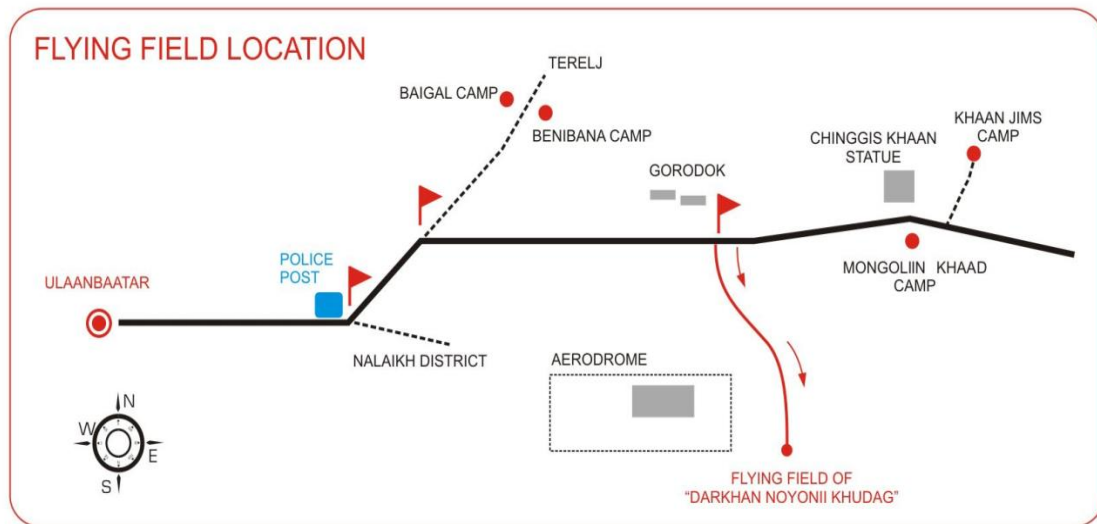 FLYING FIELD LOCATION
TERELJ
BAIGAL CAMP
BENIBANA CAMP
KHAAN JIMS
CAMP
CHINGGIS KHAAN
STATUE
GORODOK
POLICE
POST
ULAANBAATAR
MONGOLIIN KHAAD
CAMP
NALAIKH DISTRICT
AERODROME
N
W
E
S
FLYING FIELD OF
“DARKHAN NOYONII KHUDAG”